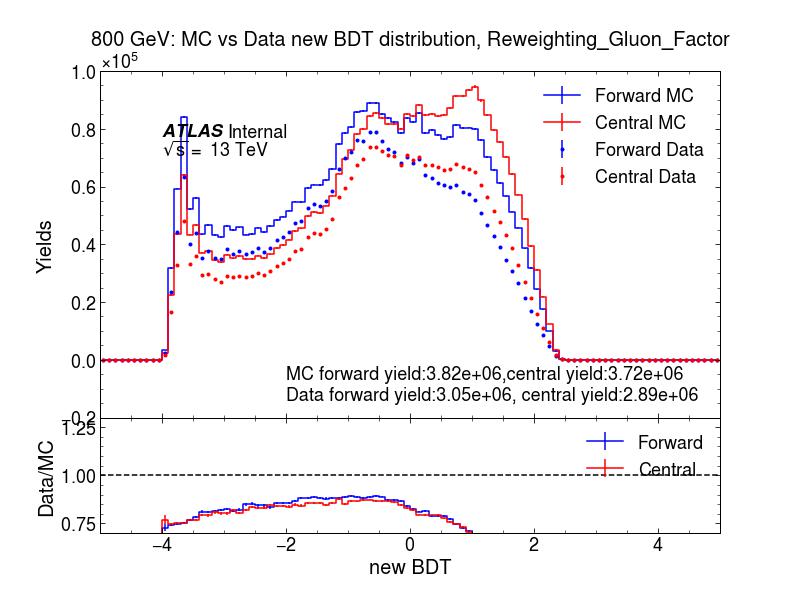 800 GeV: MC vs Data new BDT distribution, Reweighting_Gluon_Factor
×10⁵
1.0
0.8
0.6
0.4
0.2
0.0
0.2
Yields
ATLAS Internal
√s = 13 TeV
Forward MC
Central MC
Forward Data
Central Data
MC forward yield:3.82e+06,central yield:3.72e+06
Data forward yield:3.05e+06, central yield:2.89e+06
1.25
1.00
0.75
Data/MC
Forward
Central
−4 −2 0 2 4
new BDT